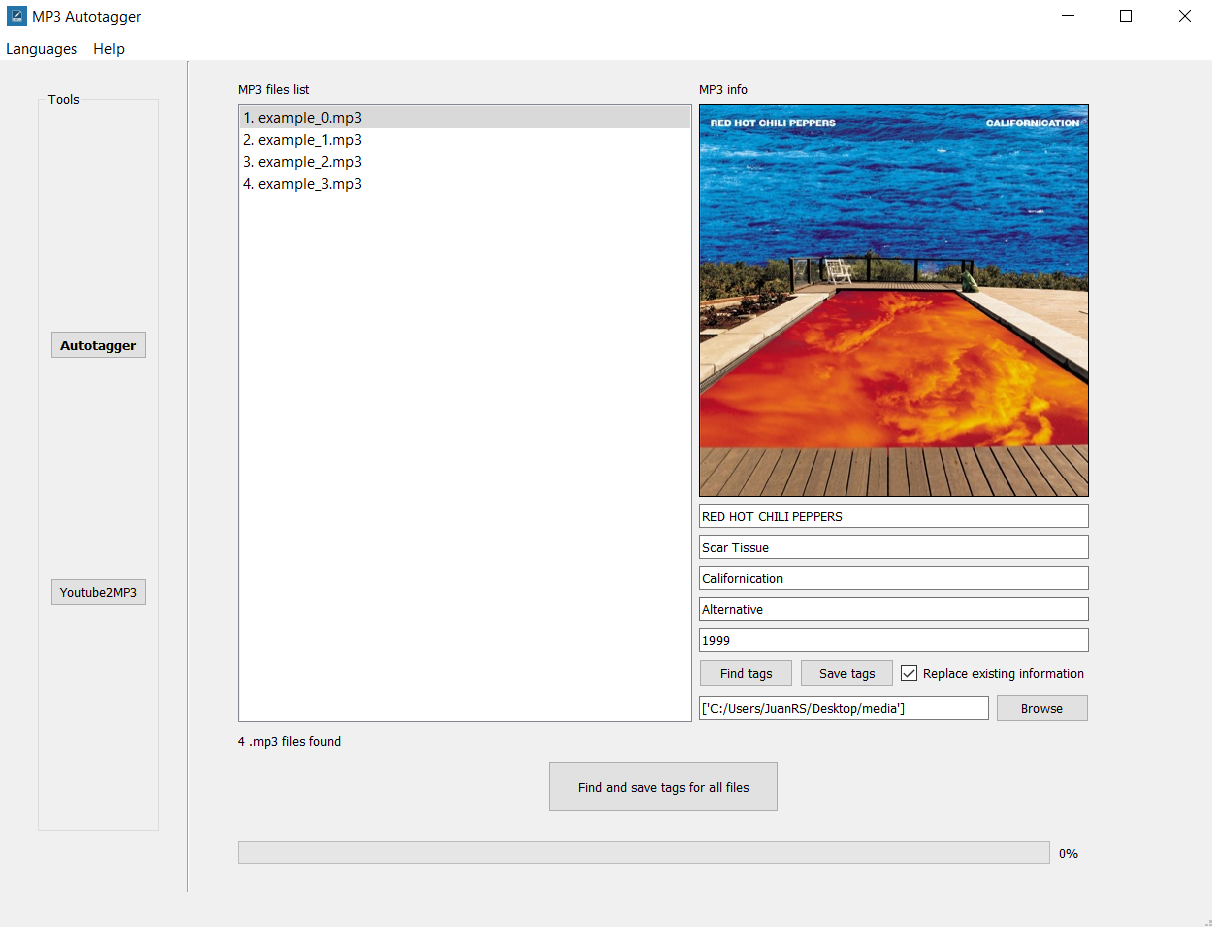 MP3 Autotagger
Languages Help
Tools
Autotagger
Youtube2MP3
MP3 files list
1. example_0.mp3
2. example_1.mp3
3. example_2.mp3
4. example_3.mp3
4 .mp3 files found
MP3 info
RED HOT CHILI PEPPERS CALIFORNICATION
RED HOT CHILI PEPPERS
Scar Tissue
Californication
Alternative
1999
Find tags Save tags Replace existing information
['C:/Users/JuanRS/Desktop/media'] Browse
Find and save tags for all files
0%